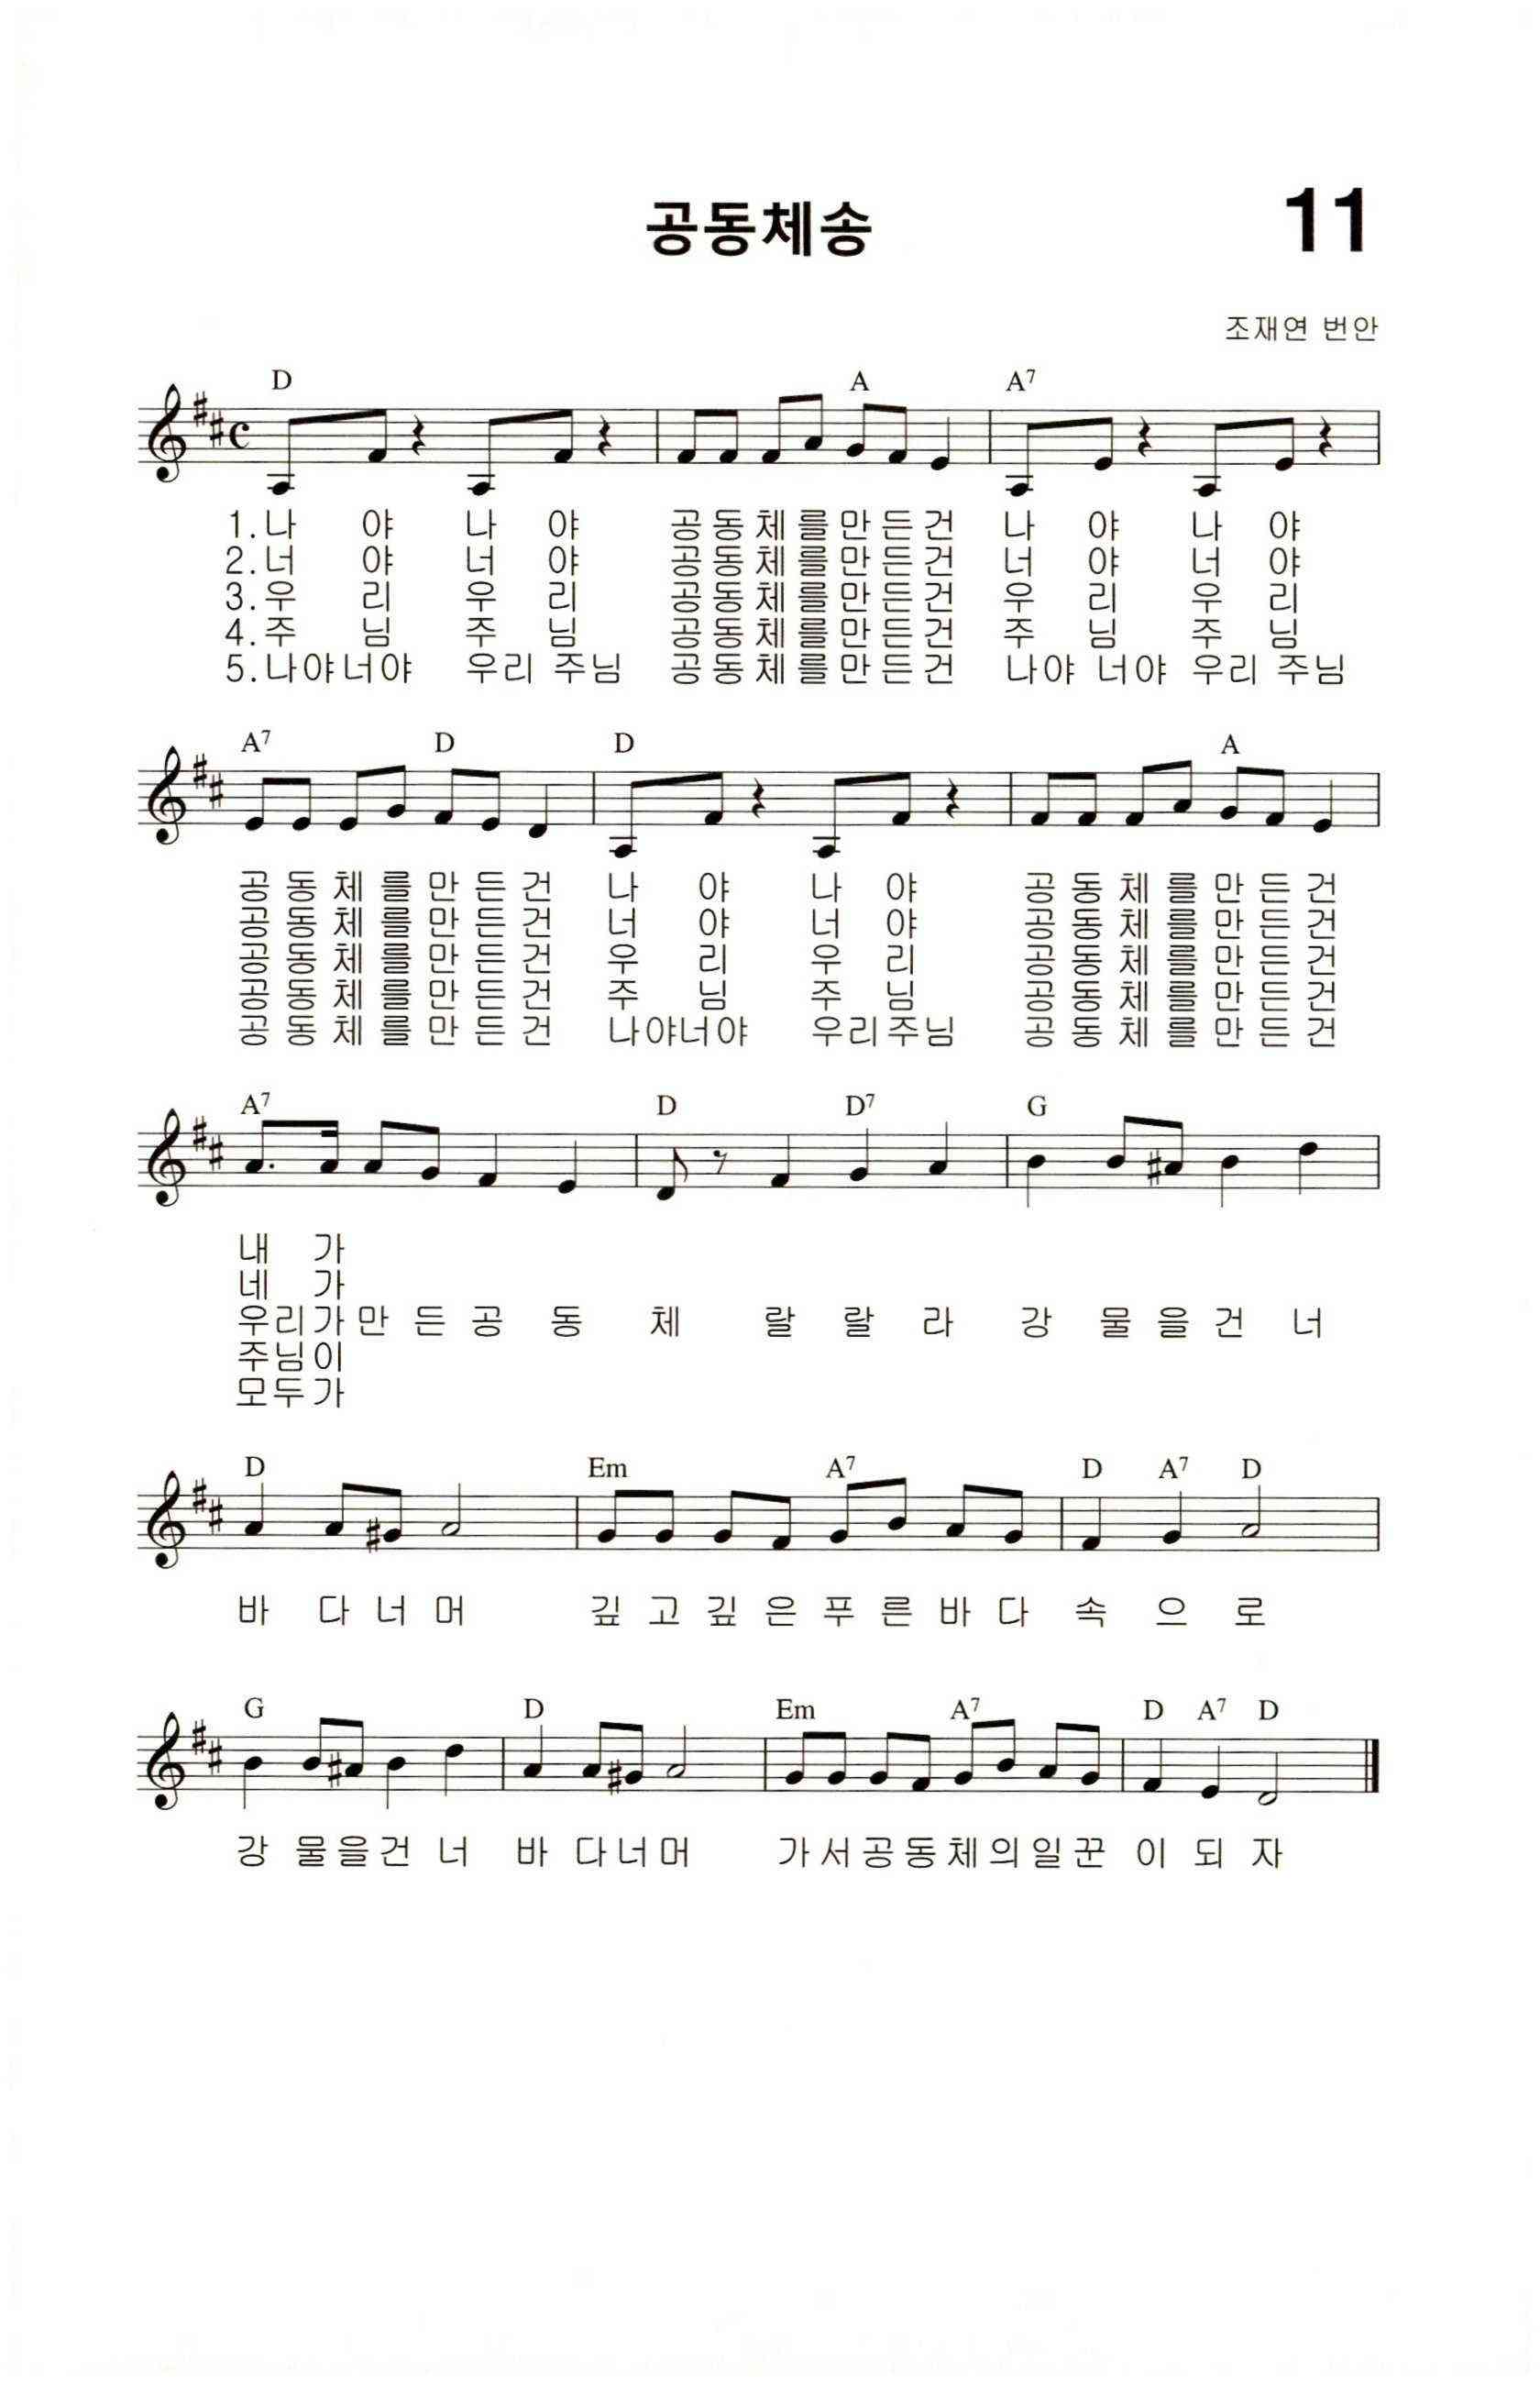 공동체송
11
조재연 번안
D A A7
1.나 야 나 야 공동체를만든건 나 야 나 야
2.너 야 너 야 공동체를만든건 너 야 너 야
3.우 리 우 리 공동체를만든건 우 리 우 리
4.주 님 주 님 공동체를만든건 주 님 주 님
5.나야너야 우리 주님 공동체를만든건 나야 너야 우리 주님
A7 D D A
공동체를만든건 나 야 나 야 공동체를만든건
공동체를만든건 너 야 너 야 공동체를만든건
공동체를만든건 우 리 우 리 공동체를만든건
공동체를만든건 주 님 주 님 공동체를만든건
공동체를만든건 나야너야 우리주님 공동체를만든건
A7 D D7 G
내 가
네 가
우리가만 든 공 동 체 랄 랄 라 강 물 을 건 너
주님이
모두가
D Em A7 D A7 D
바 다 너 머 깊 고 깊 은 푸 른 바 다 속 으 로
G D Em A7 D A7 D
강 물을건 너 바 다너머 가서공동체의일꾼 이 되 자